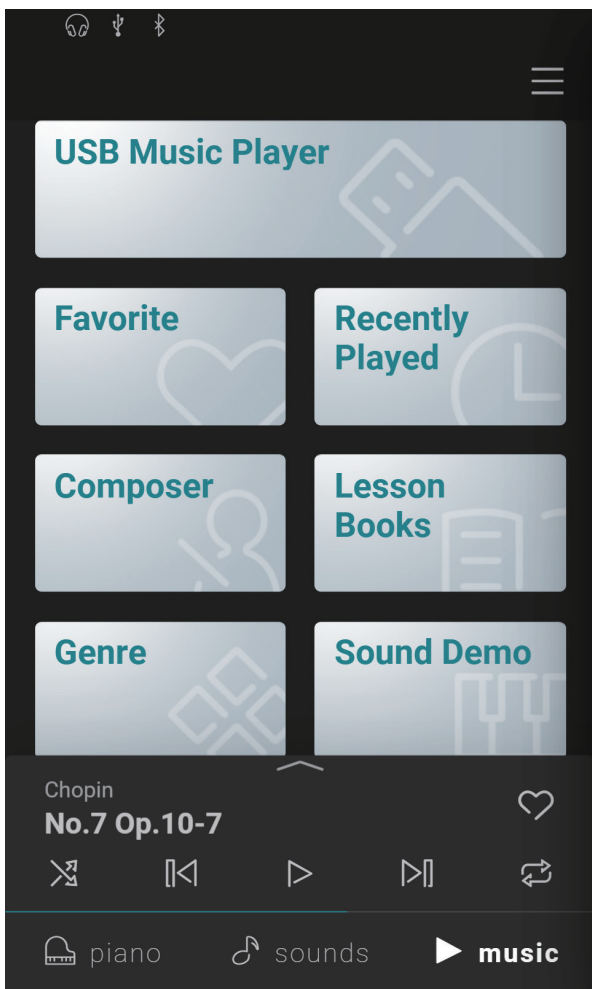 USB Music Player
Favorite
Recently
Played
Composer
Lesson
Books
Genre
Sound Demo
Chopin
No.7 Op.10-7
piano
sounds
music